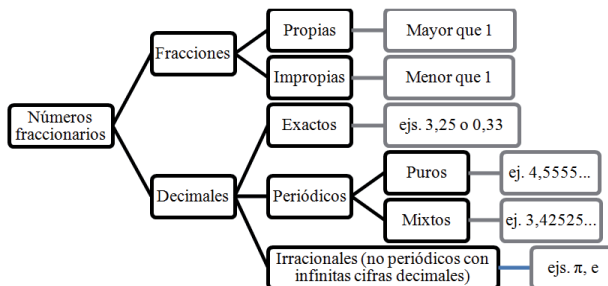 Números
fraccionarios
Fracciones
Propias
Mayor que 1
Impropias
Menor que 1
Decimales
Exactos
ejs. 3,25 o 0,33
Periódicos
Puros
ej. 4,5555...
Mixtos
ej. 3,42525...
Irracionales (no periódicos con
infinitas cifras decimales)
ejs. π, e